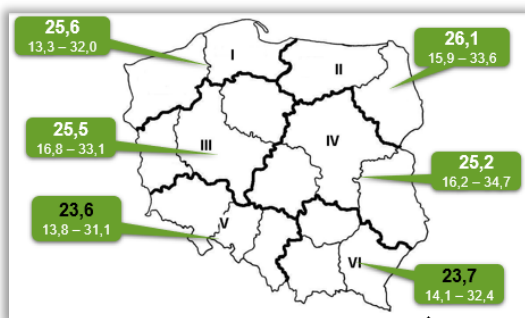 25,6
13,3 – 32,0
I
II
26,1
15,9 – 33,6
25,5
16,8 – 33,1
III
IV
25,2
16,2 – 34,7
23,6
13,8 – 31,1
V
VI
23,7
14,1 – 32,4